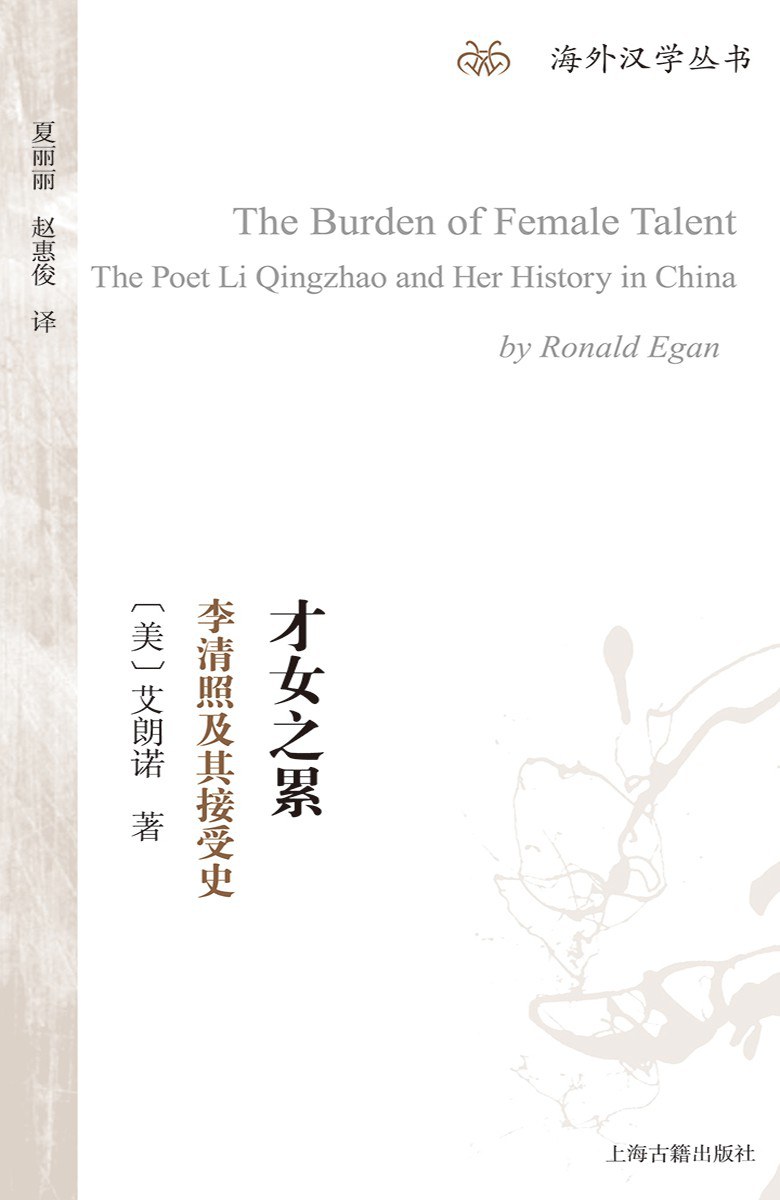 海外汉学丛书
夏丽丽 赵惠俊 译
The Burden of Female Talent
The Poet Li Qingzhao and Her History in China
by Ronald Egan
才女之累
李清照及其接受史
〔美〕艾朗诺 著
上海古籍出版社